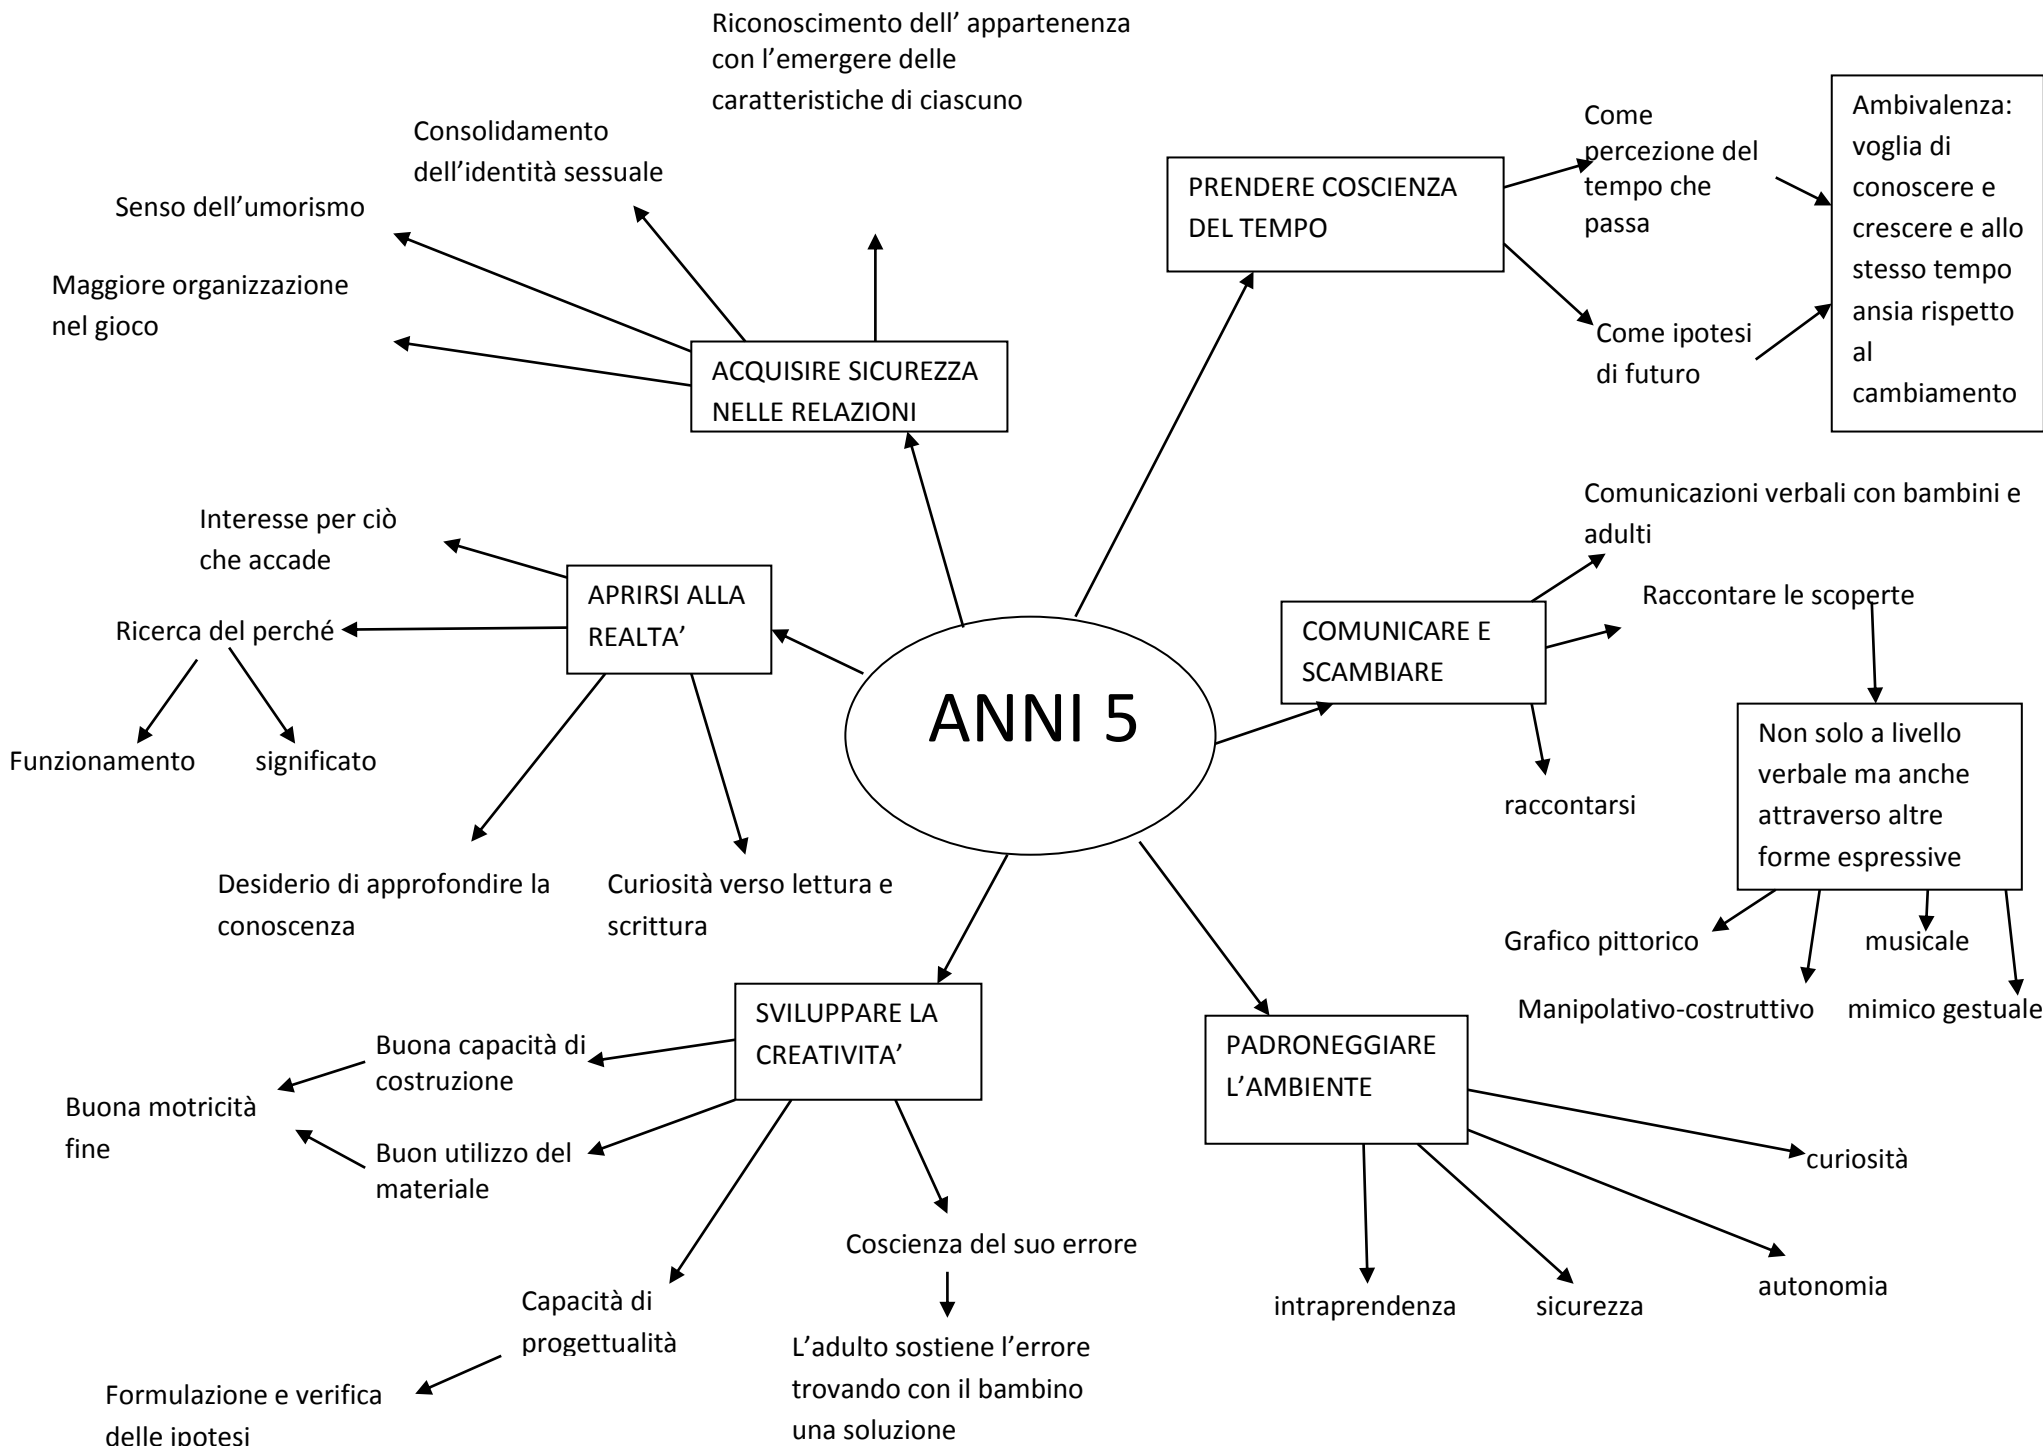 Riconoscimento dell’ appartenenza
con l’emergere delle
caratteristiche di ciascuno
Consolidamento
dell’identità sessuale
Senso dell’umorismo
Maggiore organizzazione
nel gioco
ACQUISIRE SICUREZZA
NELLE RELAZIONI
PRENDERE COSCIENZA
DEL TEMPO
Come
percezione del
tempo che
passa
Come ipotesi
di futuro
Ambivalenza:
voglia di
conoscere e
crescere e allo
stesso tempo
ansia rispetto
al
cambiamento
Interesse per ciò
che accade
Ricerca del perché
Funzionamento
significato
APRIRSI ALLA
REALTA’
Desiderio di approfondire la
conoscenza
Curiosità verso lettura e
scrittura
ANNI 5
Comunicazioni verbali con bambini e
adulti
Raccontare le scoperte
COMUNICARE E
SCAMBIARE
raccontarsi
Non solo a livello
verbale ma anche
attraverso altre
forme espressive
Grafico pittorico
musicale
Manipolativo-costruttivo
mimico gestuale
SVILUPPARE LA
CREATIVITA’
Buona capacità di
costruzione
Buona motricità
fine
Buon utilizzo del
materiale
Coscienza del suo errore
Capacità di
progettualità
L’adulto sostiene l’errore
trovando con il bambino
una soluzione
Formulazione e verifica
delle ipotesi
PADRONEGGIARE
L’AMBIENTE
curiosità
autonomia
intraprendenza
sicurezza